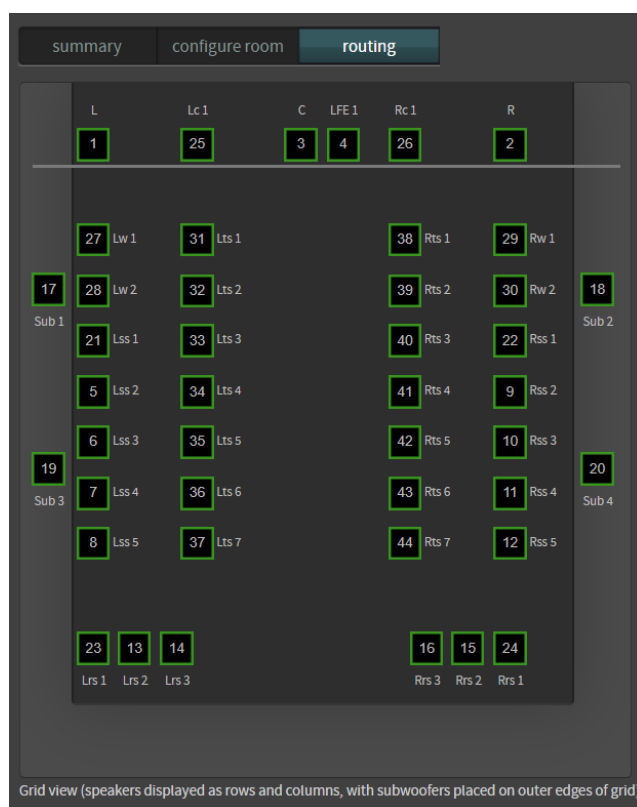 summary configure room routing
L Lc 1 C LFE 1 Rc 1 R
1 25 3 4 26 2
27 Lw 1 31 Lts 1 38 Rts 1 29 Rw 1
17 28 Lw 2 32 Lts 2 39 Rts 2 30 Rw 2 18
Sub 1 Sub 2
21 Lss 1 33 Lts 3 40 Rts 3 22 Rss 1
5 Lss 2 34 Lts 4 41 Rts 4 9 Rss 2
6 Lss 3 35 Lts 5 42 Rts 5 10 Rss 3
19 20
7 Lss 4 36 Lts 6 43 Rts 6 11 Rss 4
Sub 3 Sub 4
8 Lss 5 37 Lts 7 44 Rts 7 12 Rss 5
23 13 14 16 15 24
Lrs 1 Lrs 2 Lrs 3 Rrs 3 Rrs 2 Rrs 1
Grid view (speakers displayed as rows and columns, with subwoofers placed on outer edges of grid